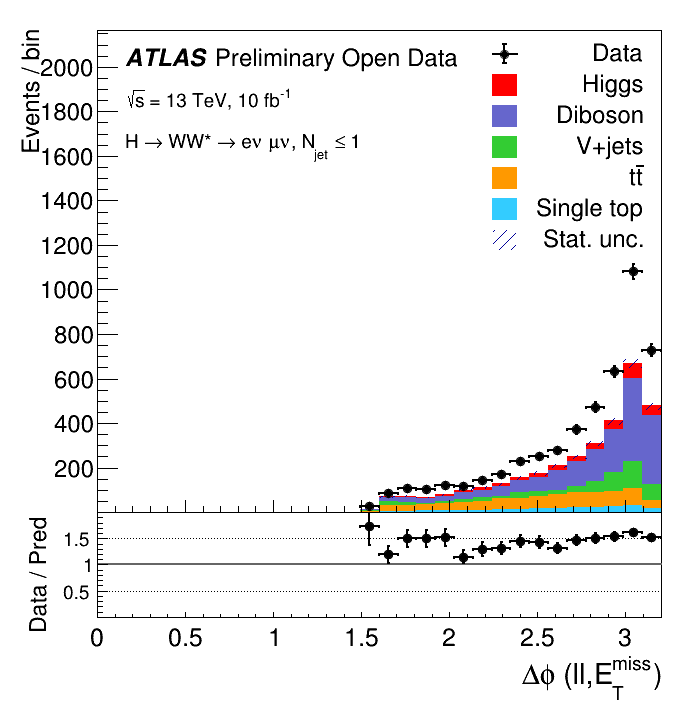 ATLAS Preliminary Open Data
√s = 13 TeV, 10 fb⁻¹
H → WW* → eν μν, N_jet ≤ 1
Data
Higgs
Diboson
V+jets
tt̄
Single top
Stat. unc.
Events / bin
2000
1800
1600
1400
1200
1000
800
600
400
200
Data / Pred
1.5
1
0.5
0 0.5 1 1.5 2 2.5 3
Δϕ (ll,E_T^miss)